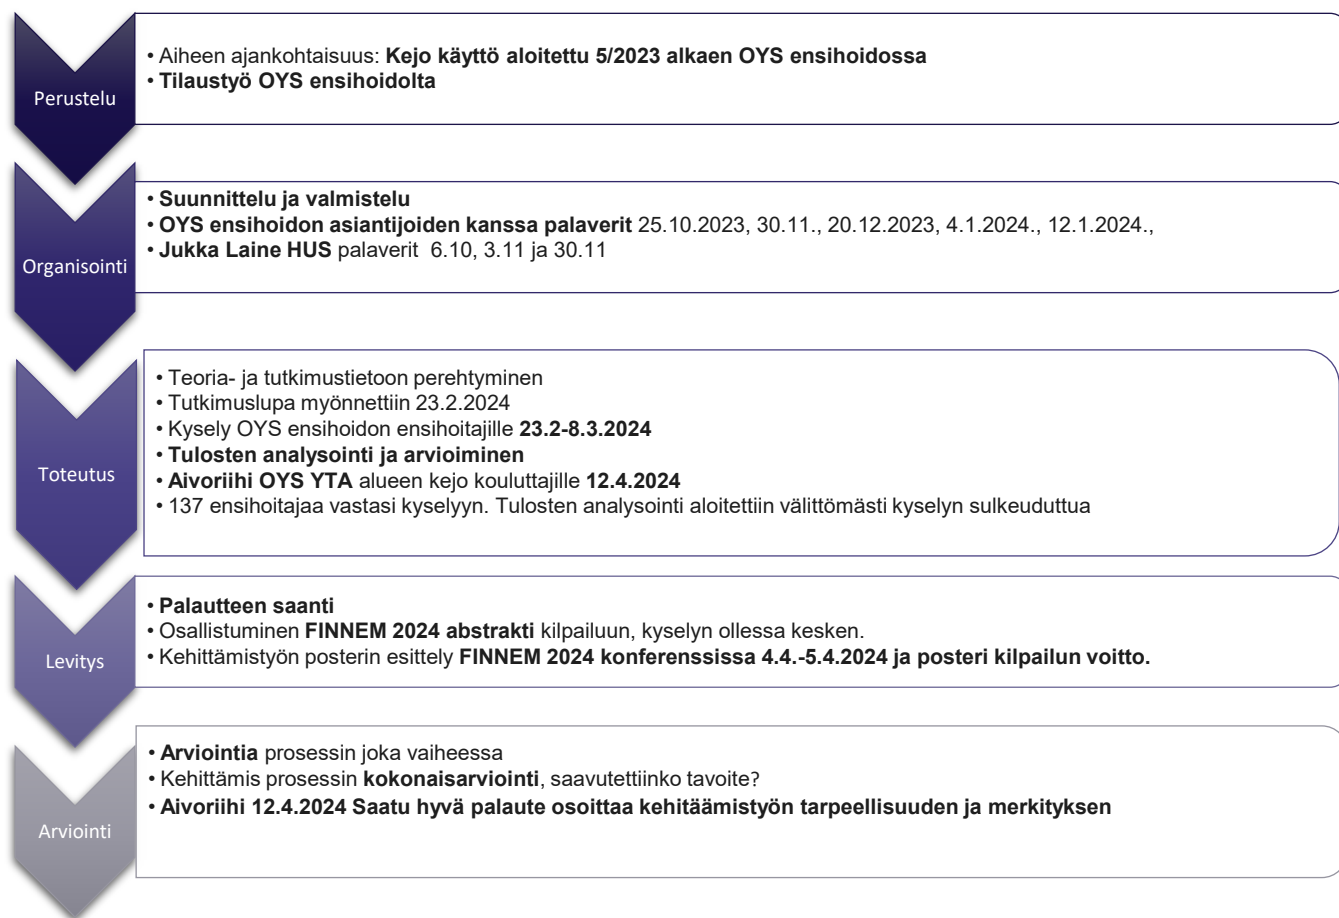 Perustelu
• Aiheen ajankohtaisuus: Kejo käyttö aloitettu 5/2023 alkaen OYS ensihoidossa
• Tilaustyö OYS ensihoidolta
Organisointi
• Suunnittelu ja valmistelu
• OYS ensihoidon asiantijoiden kanssa palaverit 25.10.2023, 30.11., 20.12.2023, 4.1.2024., 12.1.2024.,
• Jukka Laine HUS palaverit 6.10, 3.11 ja 30.11
Toteutus
• Teoria- ja tutkimustietoon perehtyminen
• Tutkimuslupa myönnettiin 23.2.2024
• Kysely OYS ensihoidon ensihoitajille 23.2-8.3.2024
• Tulosten analysointi ja arvioiminen
• Aivoriihi OYS YTA alueen kejo kouluttajille 12.4.2024
• 137 ensihoitajaa vastasi kyselyyn. Tulosten analysointi aloitettiin välittömästi kyselyn sulkeuduttua
Levitys
• Palautteen saanti
• Osallistuminen FINNEM 2024 abstrakti kilpailuun, kyselyn ollessa kesken.
• Kehittämistyön posterin esittely FINNEM 2024 konferenssissa 4.4.-5.4.2024 ja posteri kilpailun voitto.
Arviointi
• Arviointia prosessin joka vaiheessa
• Kehittämis prosessin kokonaisarviointi, saavutettiinko tavoite?
• Aivoriihi 12.4.2024 Saatu hyvä palaute osoittaa kehitäämistyön tarpeellisuuden ja merkityksen